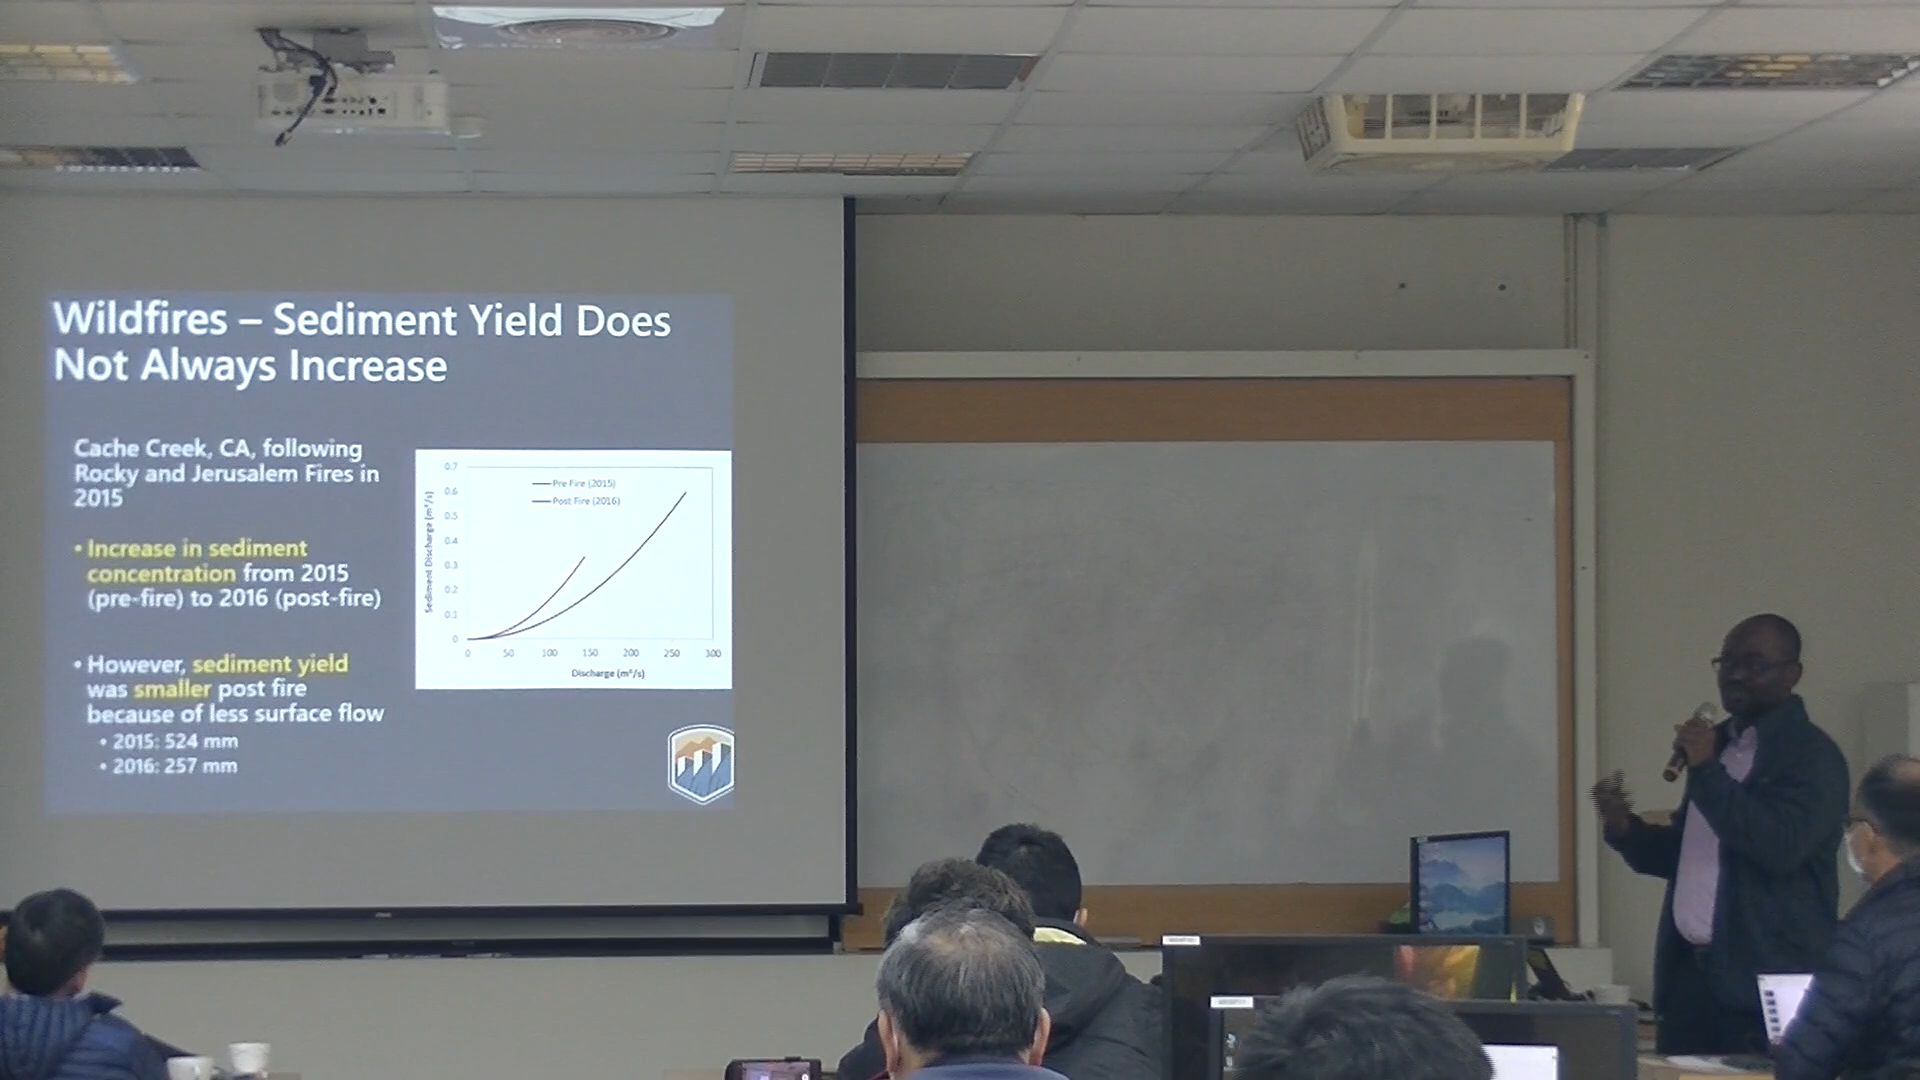 Wildfires – Sediment Yield Does
Not Always Increase
Cache Creek, CA, following
Rocky and Jerusalem Fires in
2015
• Increase in sediment
concentration from 2015
(pre-fire) to 2016 (post-fire)
• However, sediment yield
was smaller post fire
because of less surface flow
• 2015: 524 mm
• 2016: 257 mm
Sediment Discharge (m³/s)
0.7
0.6
0.5
0.4
0.3
0.2
0.1
0
Pre Fire (2015)
Post Fire (2016)
0 50 100 150 200 250 300
Discharge (m³/s)